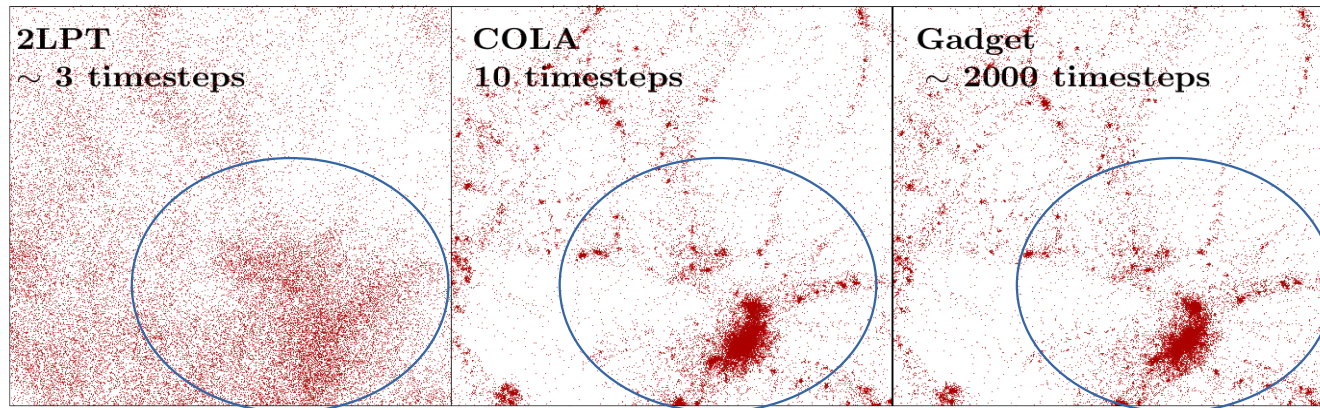 2LPT
~ 3 timesteps
COLA
10 timesteps
Gadget
~ 2000 timesteps